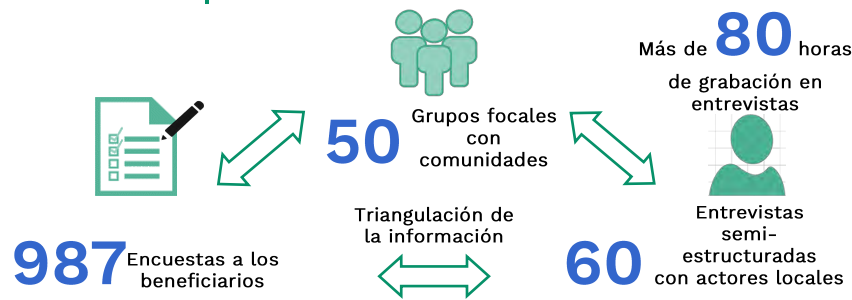 Más de 80 horas
de grabación en
entrevistas
50 Grupos focales
con
comunidades
Triangulación de
la información
987 Encuestas a los
beneficiarios
60 Entrevistas
semi-
estructuradas
con actores locales